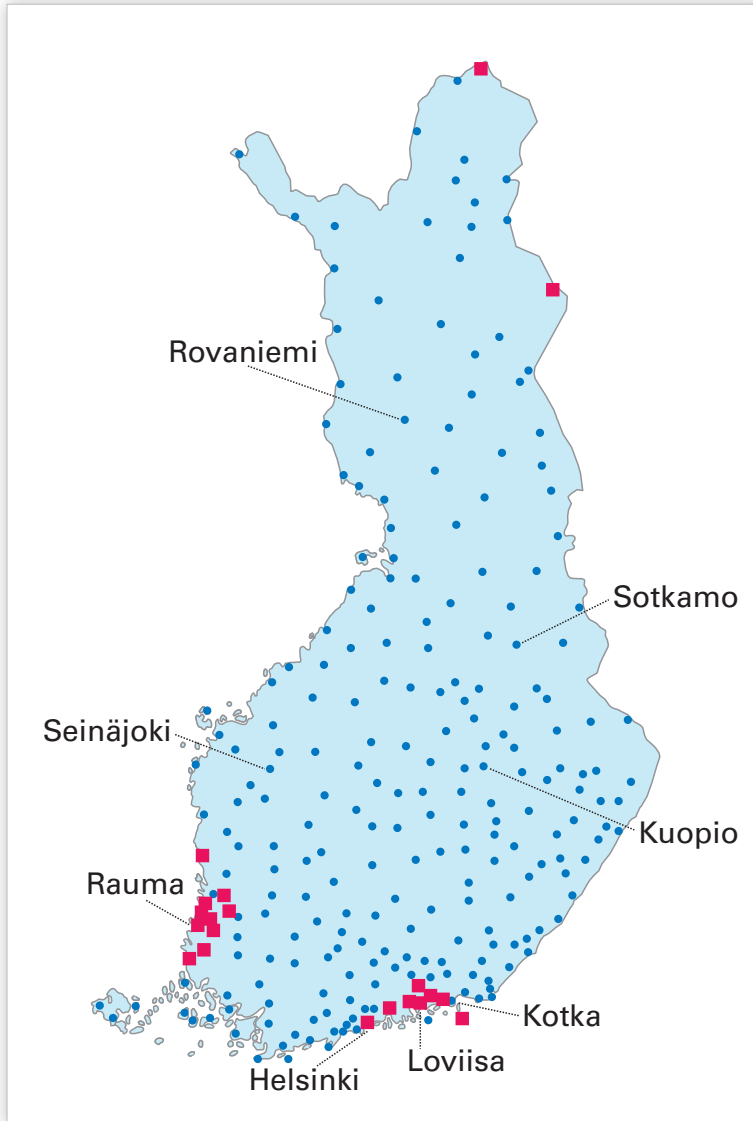 Rovaniemi
Sotkamo
Seinäjoki
Kuopio
Rauma
Kotka
Loviisa
Helsinki